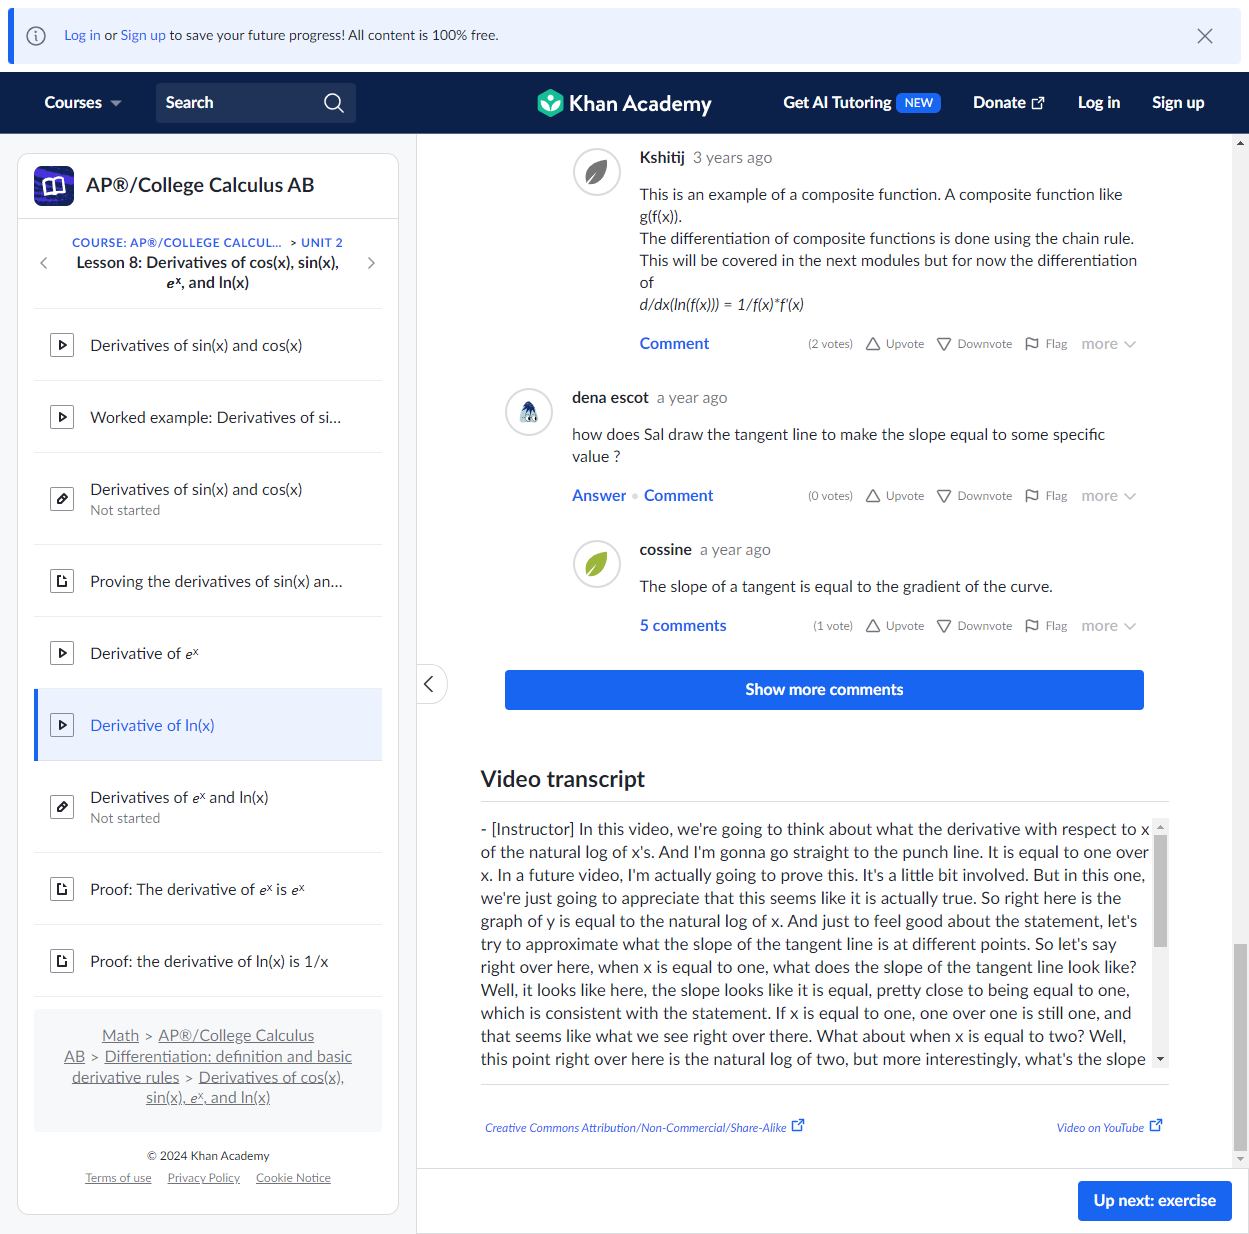 Log in or Sign up to save your future progress! All content is 100% free.
Courses
Search
Khan Academy
Get AI Tutoring NEW
Donate
Log in
Sign up
AP®/College Calculus AB
COURSE: AP®/COLLEGE CALCUL... > UNIT 2
Lesson 8: Derivatives of cos(x), sin(x),
eˣ, and ln(x)
Derivatives of sin(x) and cos(x)
Worked example: Derivatives of si...
Derivatives of sin(x) and cos(x)
Not started
Proving the derivatives of sin(x) an...
Derivative of eˣ
Derivative of ln(x)
Derivatives of eˣ and ln(x)
Not started
Proof: The derivative of eˣ is eˣ
Proof: the derivative of ln(x) is 1/x
Math > AP®/College Calculus
AB > Differentiation: definition and basic
derivative rules > Derivatives of cos(x),
sin(x), eˣ, and ln(x)
© 2024 Khan Academy
Terms of use Privacy Policy Cookie Notice
Kshitij 3 years ago
This is an example of a composite function. A composite function like
g(f(x)).
The differentiation of composite functions is done using the chain rule.
This will be covered in the next modules but for now the differentiation
of
d/dx(ln(f(x))) = 1/f(x)*f'(x)
Comment (2 votes) Upvote Downvote Flag more
dena escot a year ago
how does Sal draw the tangent line to make the slope equal to some specific
value ?
Answer • Comment (0 votes) Upvote Downvote Flag more
cossine a year ago
The slope of a tangent is equal to the gradient of the curve.
5 comments (1 vote) Upvote Downvote Flag more
Show more comments
Video transcript
- [Instructor] In this video, we're going to think about what the derivative with respect to x
of the natural log of x's. And I'm gonna go straight to the punch line. It is equal to one over
x. In a future video, I'm actually going to prove this. It's a little bit involved. But in this one,
we're just going to appreciate that this seems like it is actually true. So right here is the
graph of y is equal to the natural log of x. And just to feel good about the statement, let's
try to approximate what the slope of the tangent line is at different points. So let's say
right over here, when x is equal to one, what does the slope of the tangent line look like?
Well, it looks like here, the slope looks like it is equal, pretty close to being equal to one,
which is consistent with the statement. If x is equal to one, one over one is still one, and
that seems like what we see right over there. What about when x is equal to two? Well,
this point right over here is the natural log of two, but more interestingly, what's the slope
Creative Commons Attribution/Non-Commercial/Share-Alike
Video on YouTube
Up next: exercise